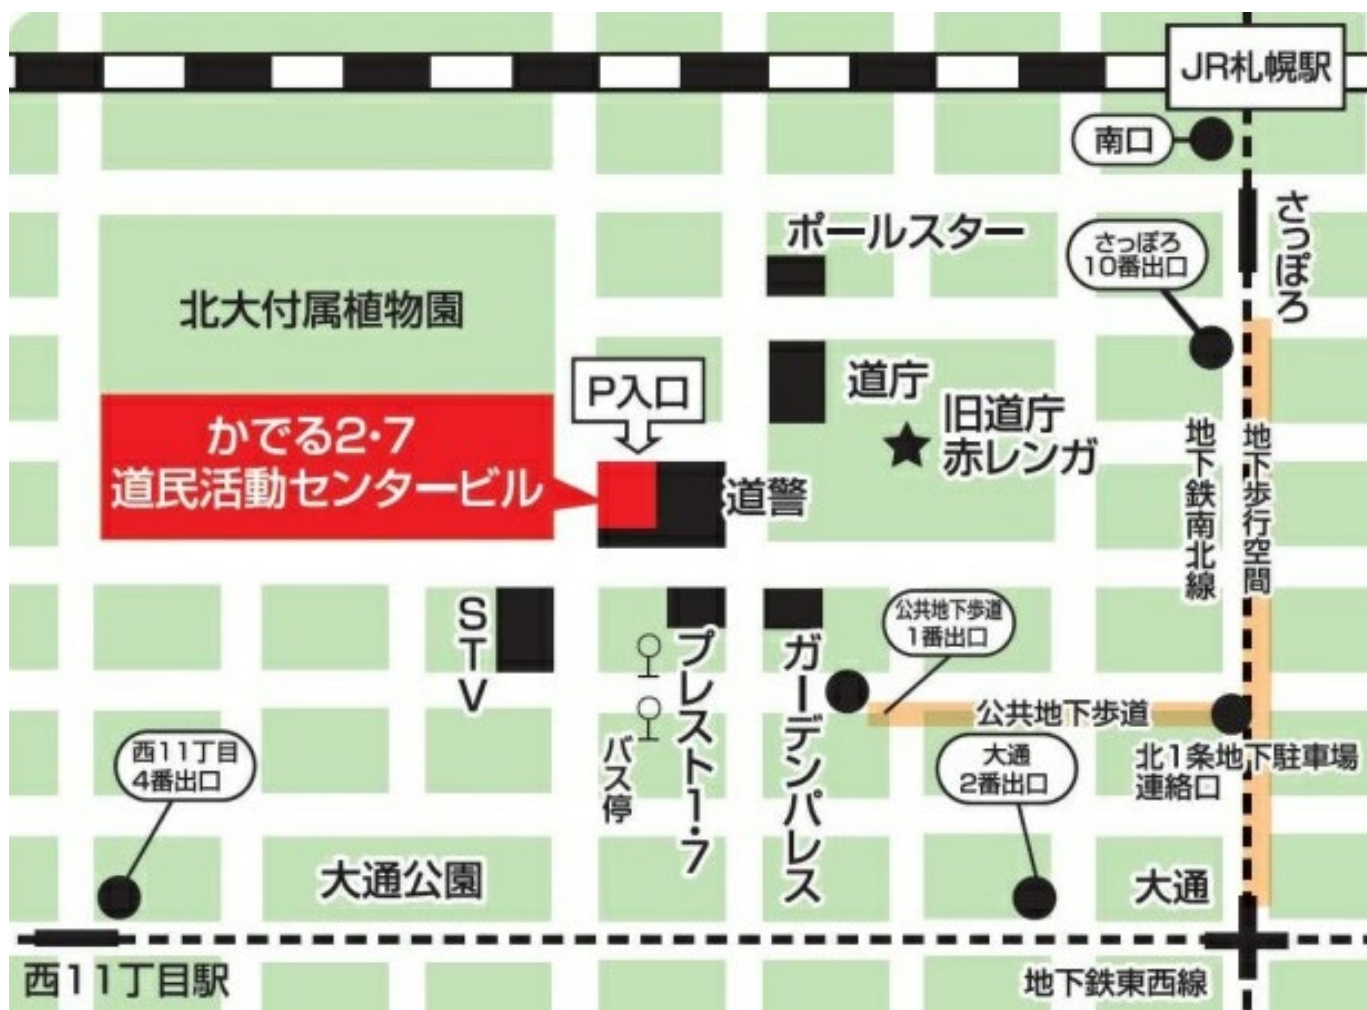 JR札幌駅
南口
さっぽろ
ポールスター
さっぽろ
10番出口
北大付属植物園
P入口
道庁
旧道庁
赤レンガ
かでる2・7
道民活動センタービル
道警
地下鉄南北線
地下歩行空間
STV
プレスト1・7
バス停
ガーデンパレス
公共地下歩道
1番出口
公共地下歩道
北1条地下駐車場
連絡口
西11丁目
4番出口
大通
2番出口
大通公園
大通
西11丁目駅
地下鉄東西線